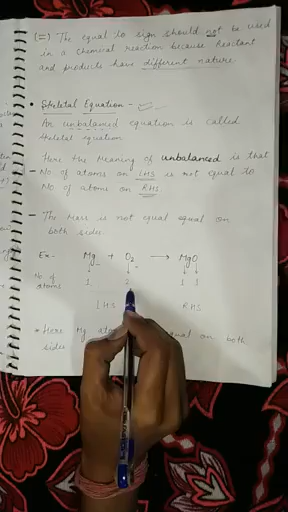 (=) - The equal to sign should not be used
in a chemical reaction because Reactant
and products have different nature.
• Skeletal Equation -
An unbalanced equation is called
skeletal equation.
Here the meaning of unbalanced is that
- No of atoms on LHS is not equal to
No of atoms on RHS.
- The Mass is not equal equal on
both sides.
Ex:- Mg + O2 → MgO
No of 1 2 1 1
atoms
LHS RHS
* Here Mg equal on both
sides